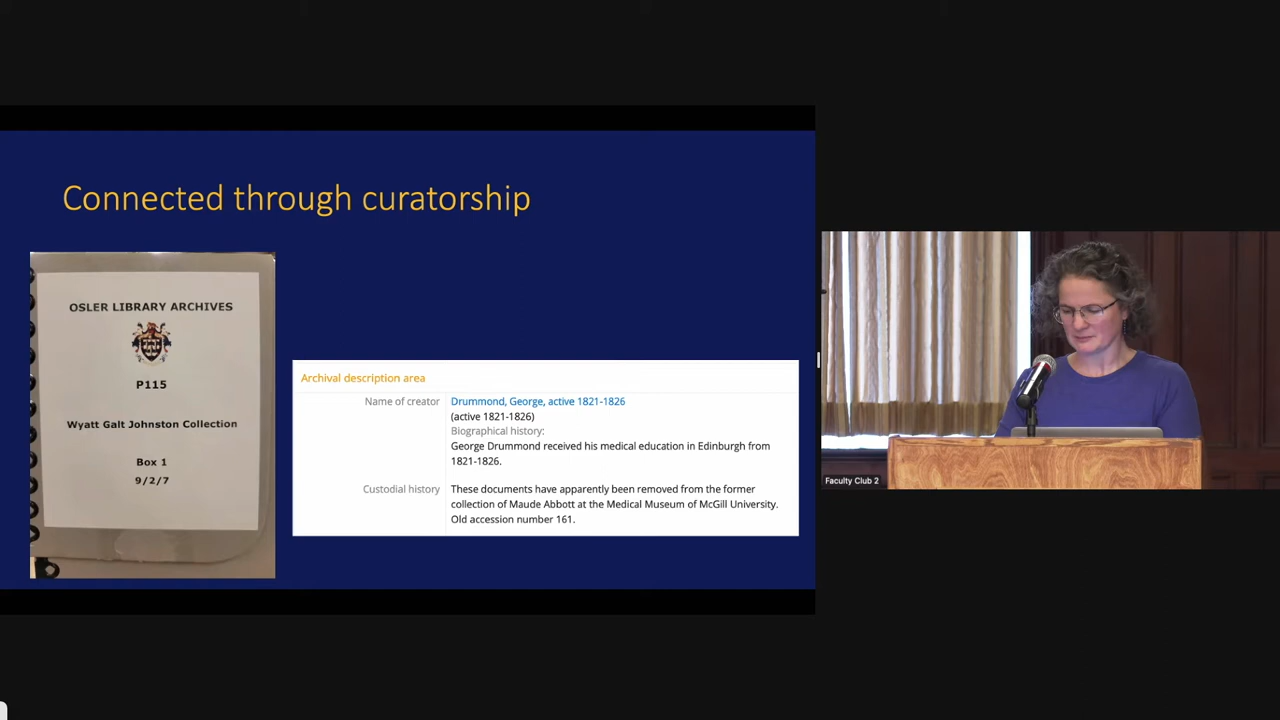 Connected through curatorship
OSLER LIBRARY ARCHIVES
P115
Wyatt Galt Johnston Collection
Box 1
9/2/7
Archival description area
Name of creator
Drummond, George, active 1821-1826
(active 1821-1826)
Biographical history:
George Drummond received his medical education in Edinburgh from
1821-1826.
Custodial history
These documents have apparently been removed from the former
collection of Maude Abbott at the Medical Museum of McGill University.
Old accession number 161.
Faculty Club 2